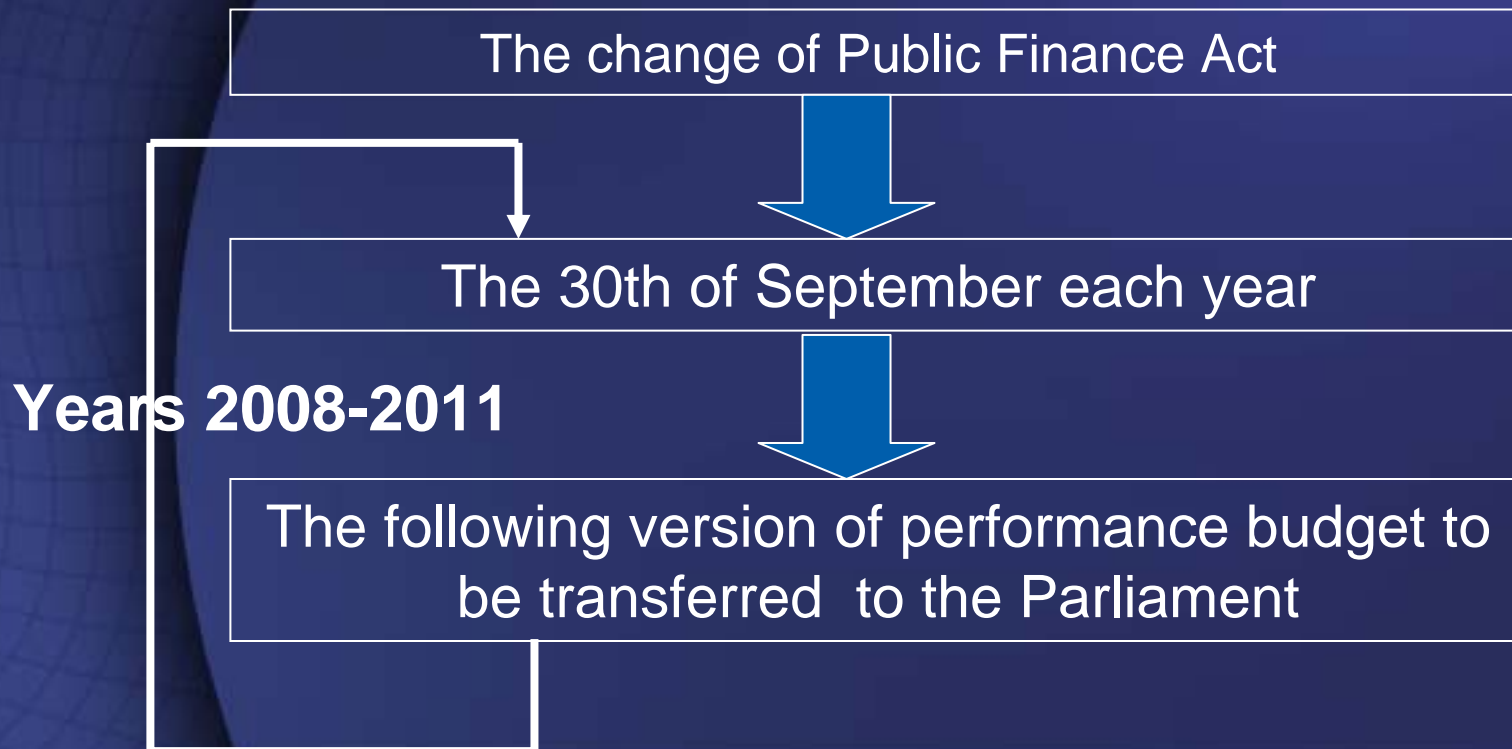 The change of Public Finance Act
The 30th of September each year
Years 2008-2011
The following version of performance budget to
be transferred  to the Parliament